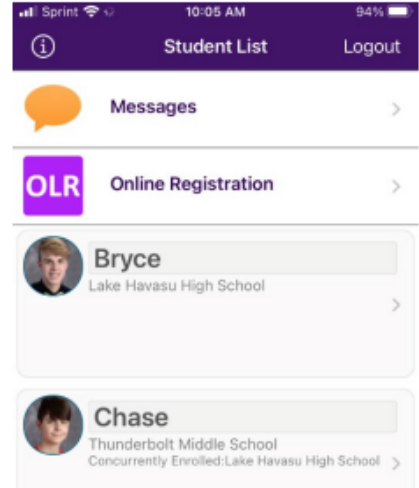 Sprint 10:05 AM 94%
Student List Logout
Messages
OLR Online Registration
Bryce
Lake Havasu High School
Chase
Thunderbolt Middle School
Concurrently Enrolled:Lake Havasu High School